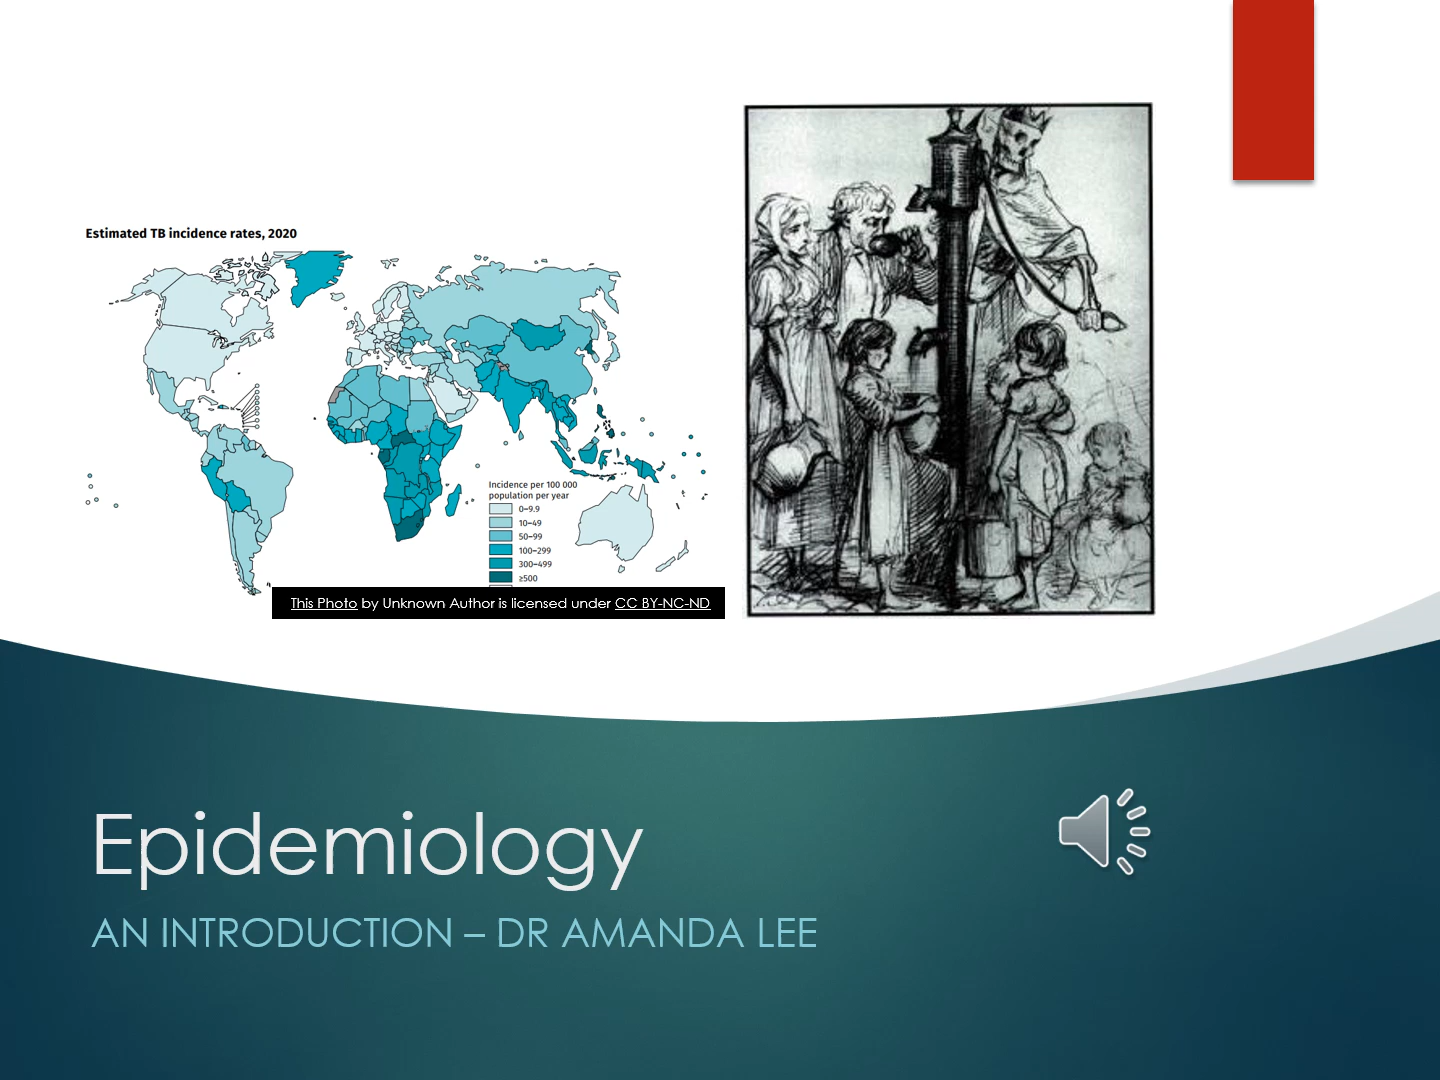 Estimated TB incidence rates, 2020
Incidence per 100 000
population per year
0–9.9
10–49
50–99
100–299
300–499
≥500
This Photo by Unknown Author is licensed under CC BY-NC-ND
Epidemiology
AN INTRODUCTION – DR AMANDA LEE